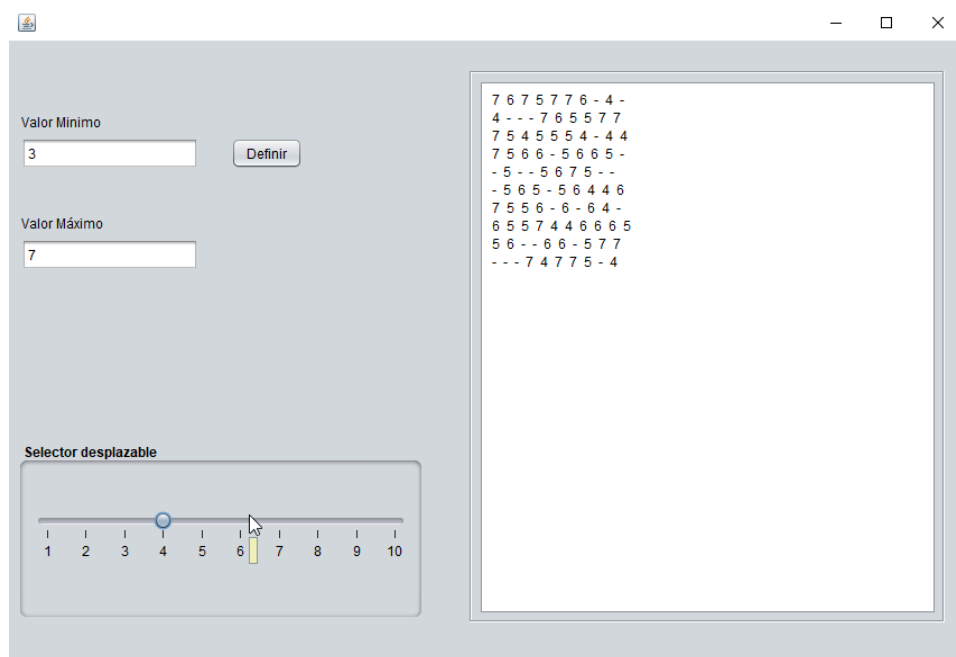 Valor Minimo
3
Definir
Valor Máximo
7
Selector desplazable
1 2 3 4 5 6 7 8 9 10
7 6 7 5 7 7 6 - 4 -
4 - - - 7 6 5 5 7 7
7 5 4 5 5 5 4 - 4 4
7 5 6 6 - 5 6 6 5 -
- 5 - - 5 6 7 5 - -
- 5 6 5 - 5 6 4 4 6
7 5 5 6 - 6 - 6 4 -
6 5 5 7 4 4 6 6 6 5
5 6 - - 6 6 - 5 7 7
- - - 7 4 7 7 5 - 4